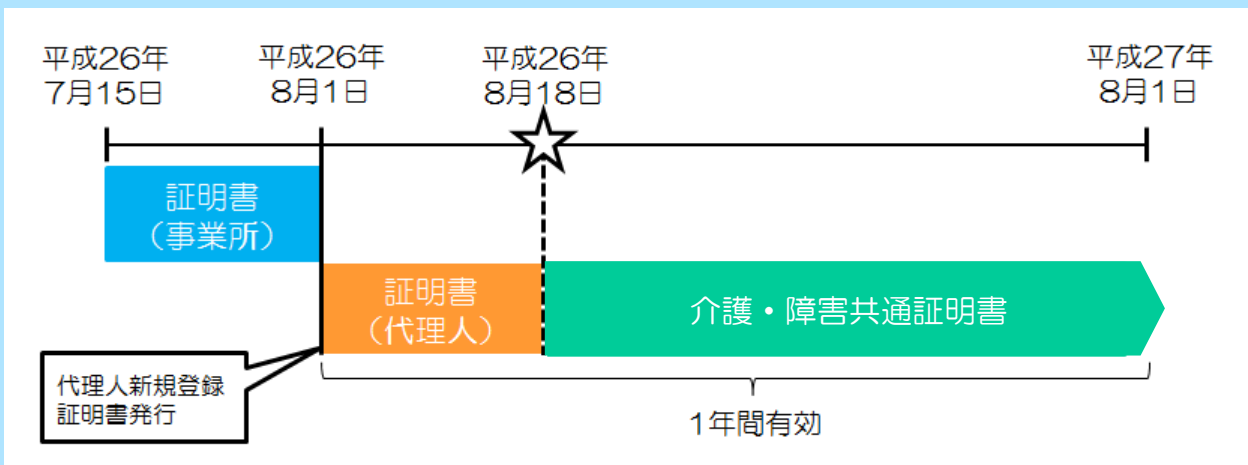 平成26年
7月15日
平成26年
8月1日
平成26年
8月18日
平成27年
8月1日
証明書
（事業所）
証明書
（代理人）
介護・障害共通証明書
代理人新規登録
証明書発行
1年間有効